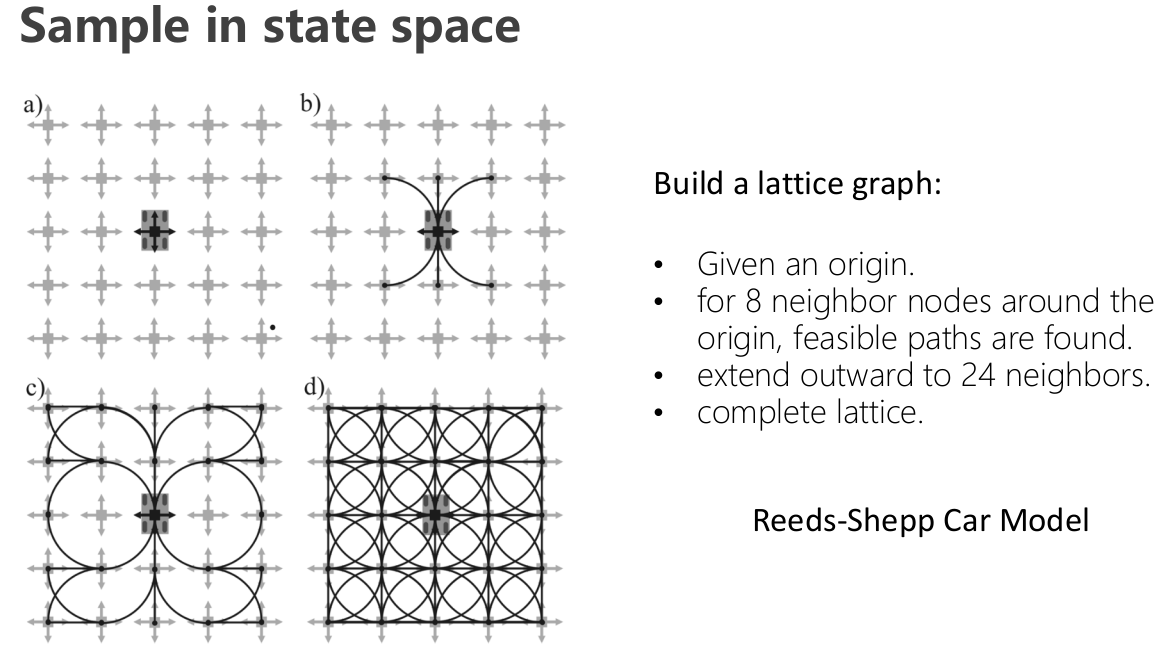 Sample in state space
a)
b)
c)
d)
Build a lattice graph:
• Given an origin.
• for 8 neighbor nodes around the
origin, feasible paths are found.
• extend outward to 24 neighbors.
• complete lattice.
Reeds-Shepp Car Model